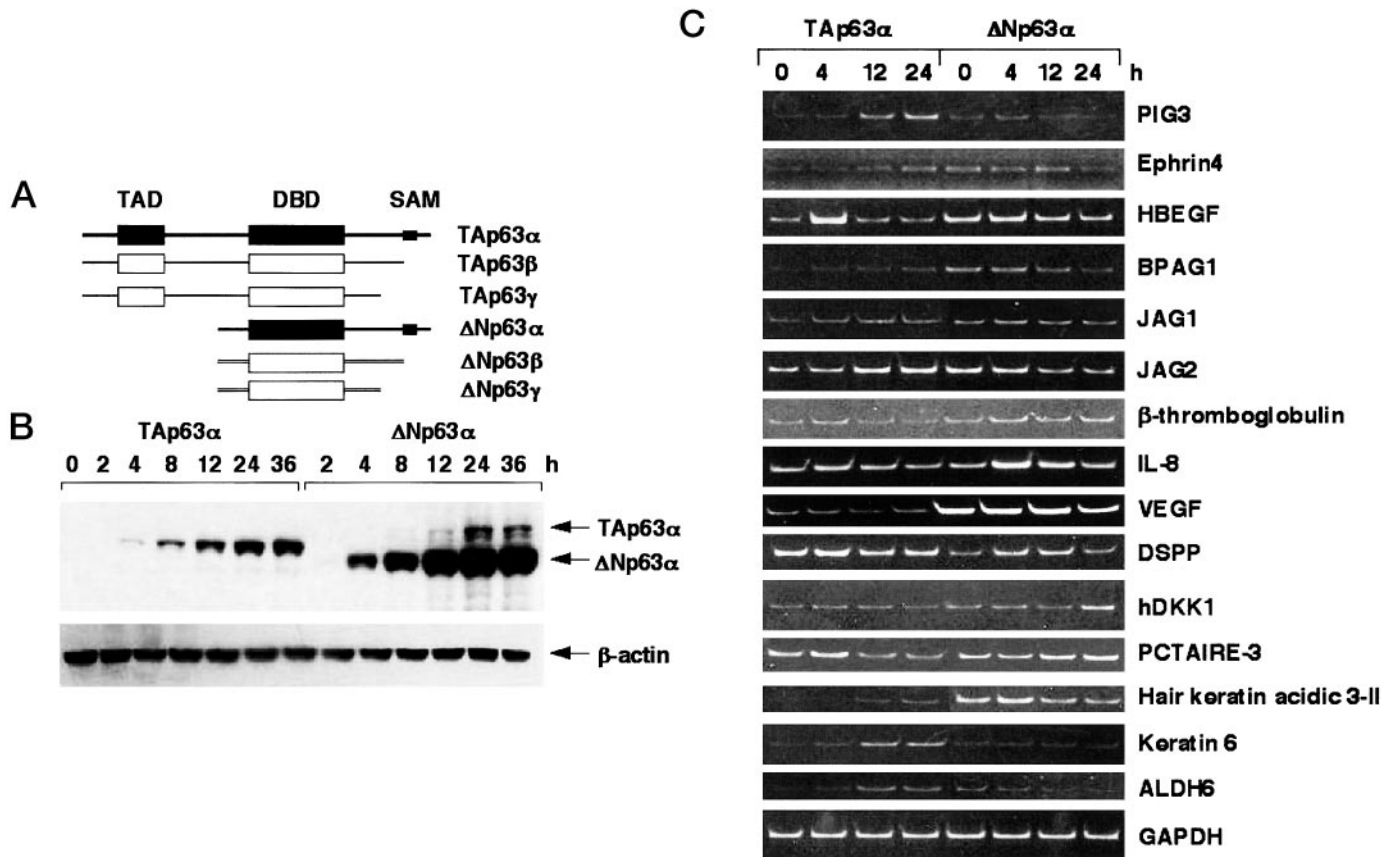 A
TAD DBD SAM
TAp63α
TAp63β
TAp63γ
ΔNp63α
ΔNp63β
ΔNp63γ
B
TAp63α ΔNp63α
0 2 4 8 12 24 36 2 4 8 12 24 36 h
TAp63α
ΔNp63α
β-actin
C
TAp63α ΔNp63α
0 4 12 24 0 4 12 24 h
PIG3
Ephrin4
HBEGF
BPAG1
JAG1
JAG2
β-thromboglobulin
IL-8
VEGF
DSPP
hDKK1
PCTAIRE-3
Hair keratin acidic 3-II
Keratin 6
ALDH6
GAPDH